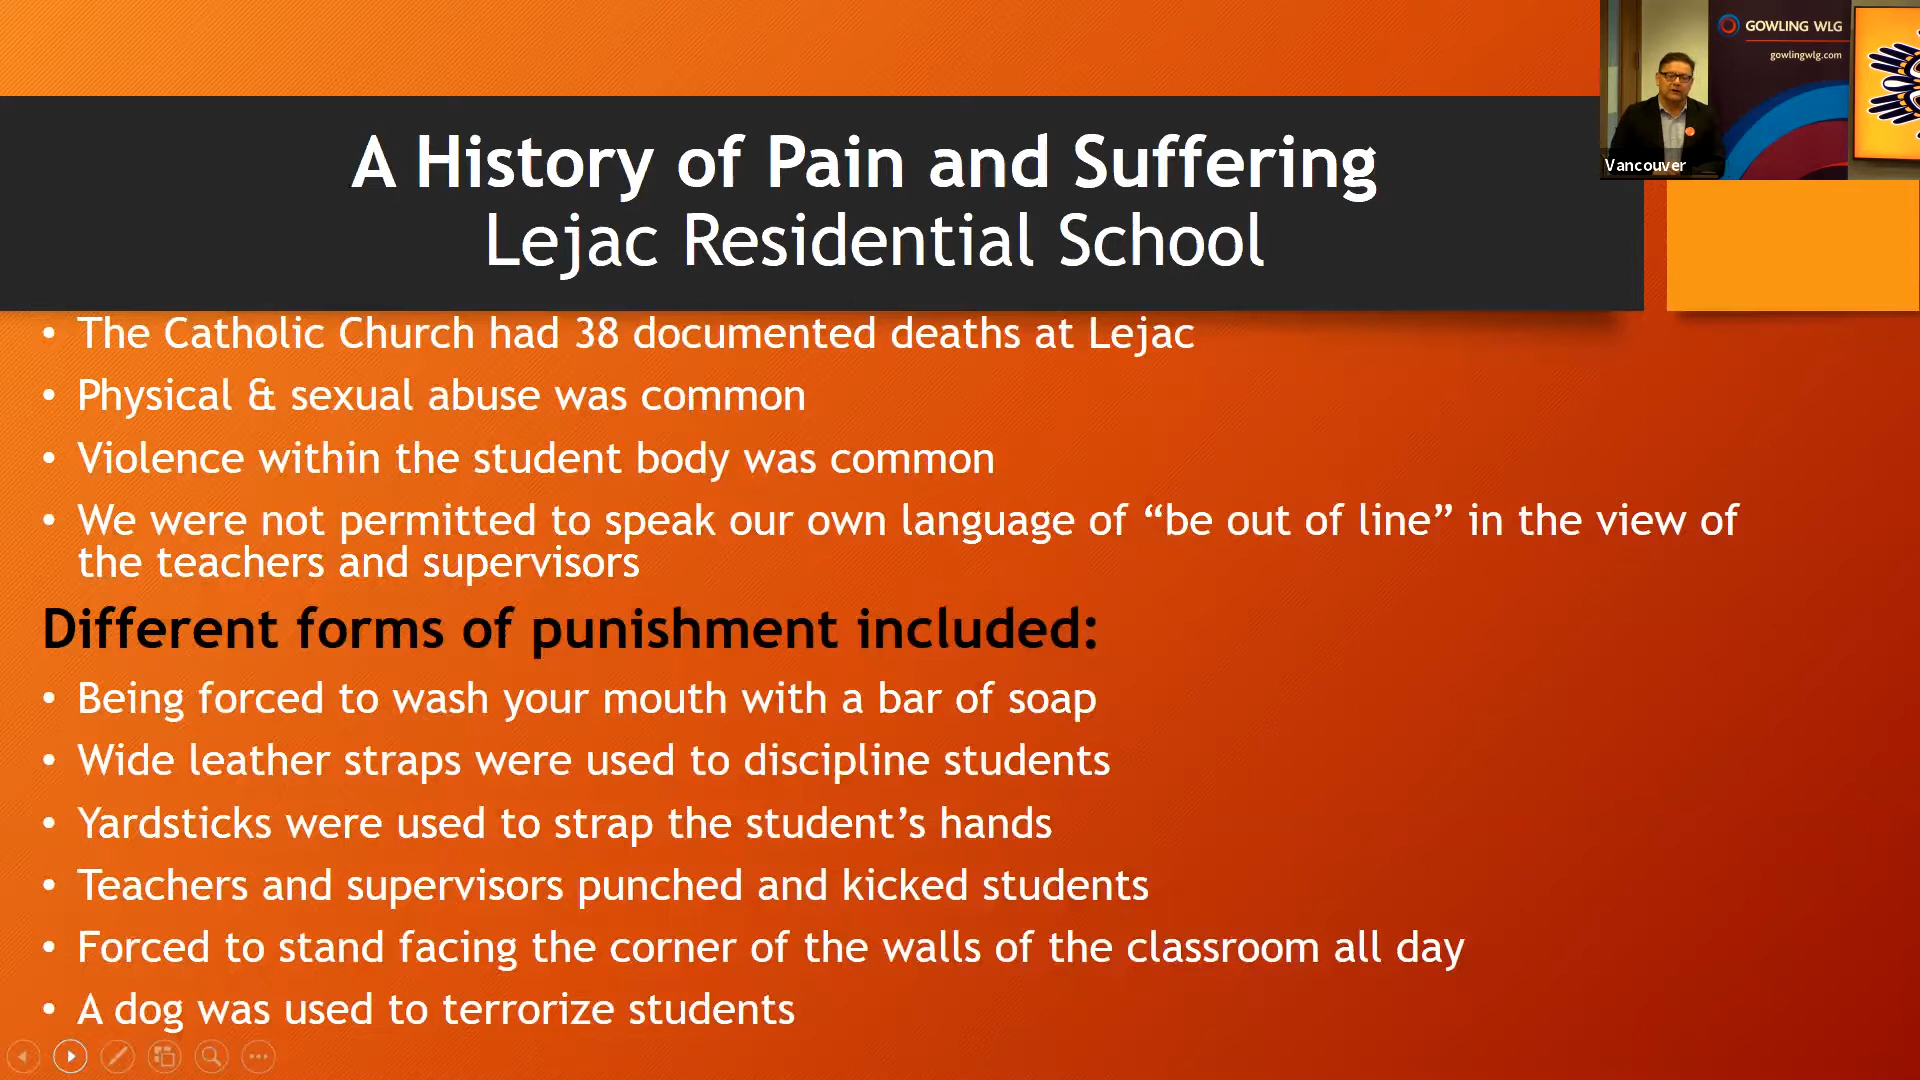 GOWLING WLG
gowlingwlg.com
Vancouver
A History of Pain and Suffering
Lejac Residential School
• The Catholic Church had 38 documented deaths at Lejac
• Physical & sexual abuse was common
• Violence within the student body was common
• We were not permitted to speak our own language of “be out of line” in the view of
the teachers and supervisors
Different forms of punishment included:
• Being forced to wash your mouth with a bar of soap
• Wide leather straps were used to discipline students
• Yardsticks were used to strap the student’s hands
• Teachers and supervisors punched and kicked students
• Forced to stand facing the corner of the walls of the classroom all day
• A dog was used to terrorize students